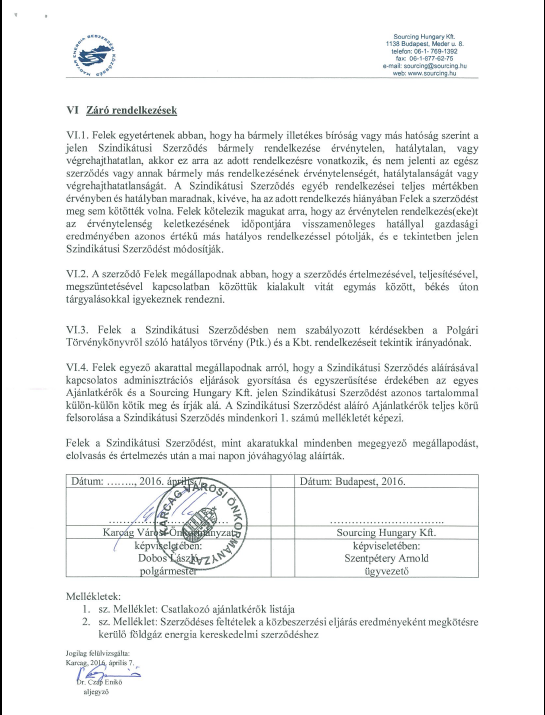 MAGYAR ENERGIA BESZERZÉSI KÖZÖSSÉG
Sourcing Hungary Kft.
1138 Budapest, Meder u. 8.
telefon: 06-1- 769-1392
fax: 06-1-877-62-75
e-mail: sourcing@sourcing.hu
web: www.sourcing.hu
VI Záró rendelkezések
VI.1. Felek egyetértenek abban, hogy ha bármely illetékes bíróság vagy más hatóság szerint a
jelen Szindikátusi Szerződés bármely rendelkezése érvénytelen, hatálytalan, vagy
végrehajthatatlan, akkor ez arra az adott rendelkezésre vonatkozik, és nem jelenti az egész
szerződés vagy annak bármely más rendelkezésének érvénytelenségét, hatálytalanságát vagy
végrehajthatatlanságát. A Szindikátusi Szerződés egyéb rendelkezései teljes mértékben
érvényben és hatályban maradnak, kivéve, ha az adott rendelkezés hiányában Felek a szerződést
meg sem kötötték volna. Felek kötelezik magukat arra, hogy az érvénytelen rendelkezés(eke)t
az érvénytelenség keletkezésének időpontjára visszamenőleges hatállyal gazdasági
eredményében azonos értékű más hatályos rendelkezéssel pótolják, és e tekintetben jelen
Szindikátusi Szerződést módosítják.
VI.2. A szerződő Felek megállapodnak abban, hogy a szerződés értelmezésével, teljesítésével,
megszüntetésével kapcsolatban közöttük kialakult vitát egymás között, békés úton
tárgyalásokkal igyekeznek rendezni.
VI.3. Felek a Szindikátusi Szerződésben nem szabályozott kérdésekben a Polgári
Törvénykönyvről szóló hatályos törvény (Ptk.) és a Kbt. rendelkezéseit tekintik irányadónak.
VI.4. Felek egyező akarattal megállapodnak arról, hogy a Szindikátusi Szerződés aláírásával
kapcsolatos adminisztrációs eljárások gyorsítása és egyszerűsítése érdekében az egyes
Ajánlatkérők és a Sourcing Hungary Kft. jelen Szindikátusi Szerződést azonos tartalommal
külön-külön kötik meg és írják alá. A Szindikátusi Szerződést aláíró Ajánlatkérők teljes körű
felsorolása a Szindikátusi Szerződés mindenkori 1. számú mellékletét képezi.
Felek a Szindikátusi Szerződést, mint akaratukkal mindenben megegyező megállapodást,
elolvasás és értelmezés után a mai napon jóváhagyólag aláírták.
Dátum: ........, 2016. április
Dátum: Budapest, 2016.
KARCAG VÁROSI ÖNKORMÁNYZAT
Karcag Városi Önkormányzat
Sourcing Hungary Kft.
képviseletében:
képviseletében:
Dobos László
Szentpétery Arnold
polgármester
ügyvezető
Mellékletek:
1. sz. Melléklet: Csatlakozó ajánlatkérők listája
2. sz. Melléklet: Szerződéses feltételek a közbeszerzési eljárás eredményeként megkötésre
kerülő földgáz energia kereskedelmi szerződéshez
Jogilag felülvizsgálta:
Karcag, 2016. április 7.
Dr. Czap Enikő
aljegyző